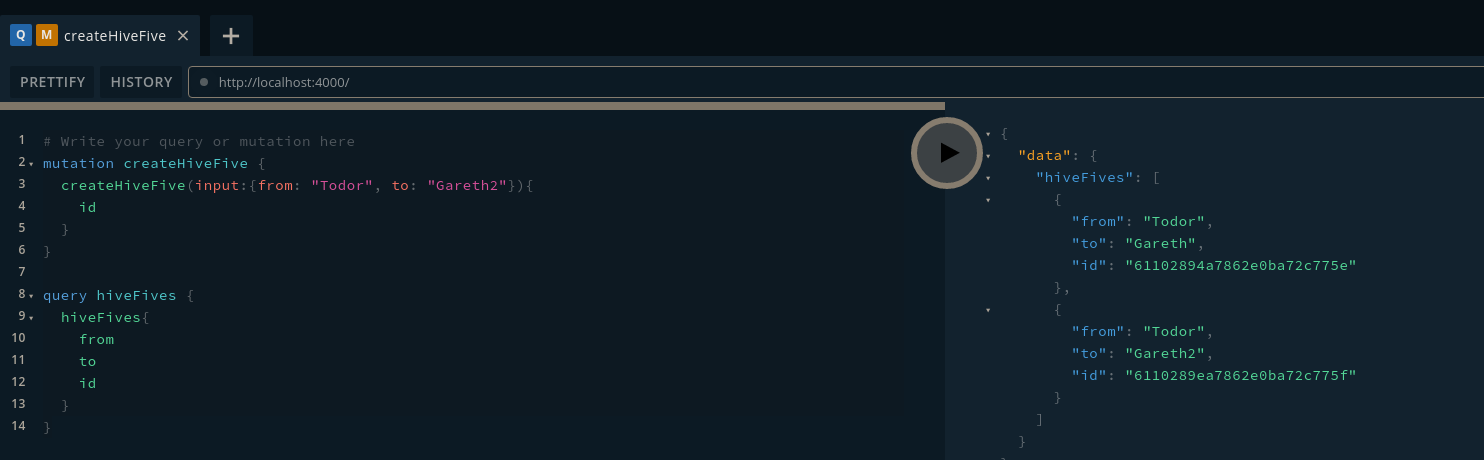 Q M createHiveFive ✕ +
PRETTIFY HISTORY http://localhost:4000/
1 # Write your query or mutation here
2 mutation createHiveFive {
3 createHiveFive(input:{from: "Todor", to: "Gareth2"}){
4 id
5 }
6 }
7
8 query hiveFives {
9 hiveFives{
10 from
11 to
12 id
13 }
14 }
{
"data": {
"hiveFives": [
{
"from": "Todor",
"to": "Gareth",
"id": "61102894a7862e0ba72c775e"
},
{
"from": "Todor",
"to": "Gareth2",
"id": "6110289ea7862e0ba72c775f"
}
]
}